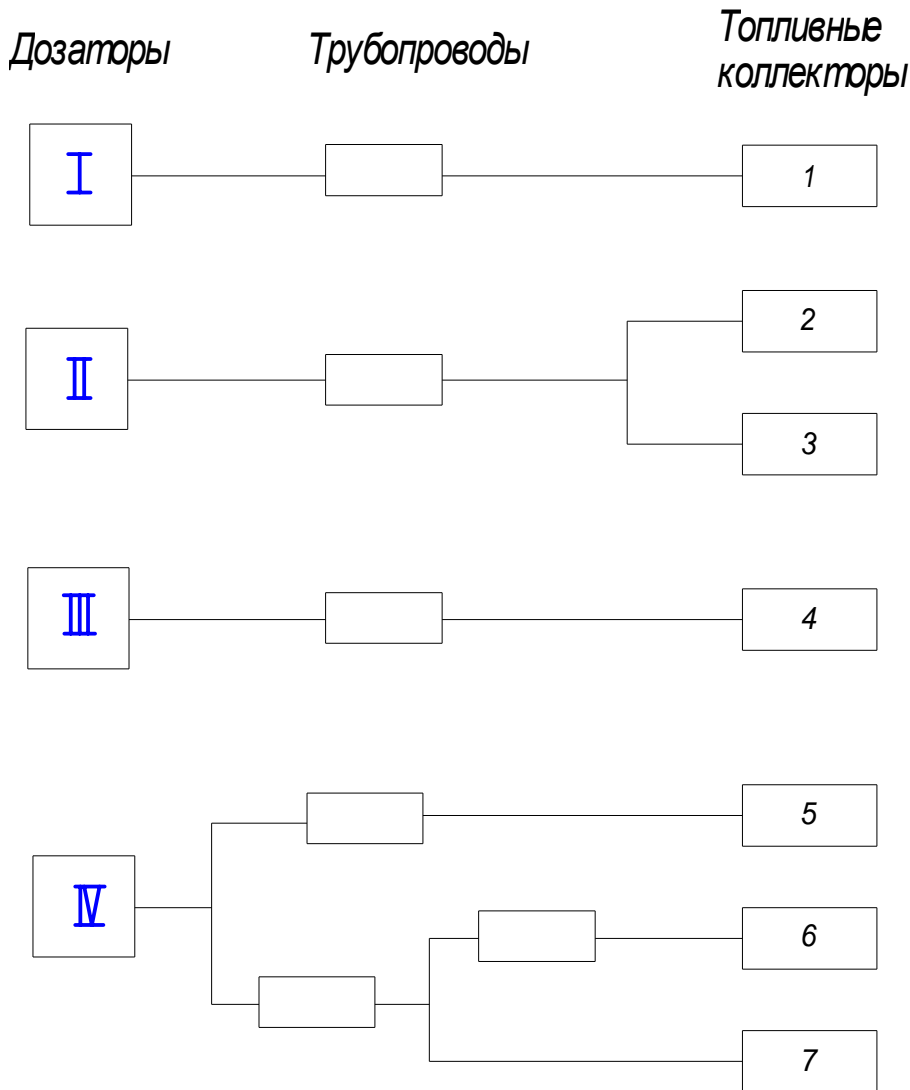 Дозаторы
Трубопроводы
Топливные
коллекторы
I
1
II
2
3
III
4
IV
5
6
7